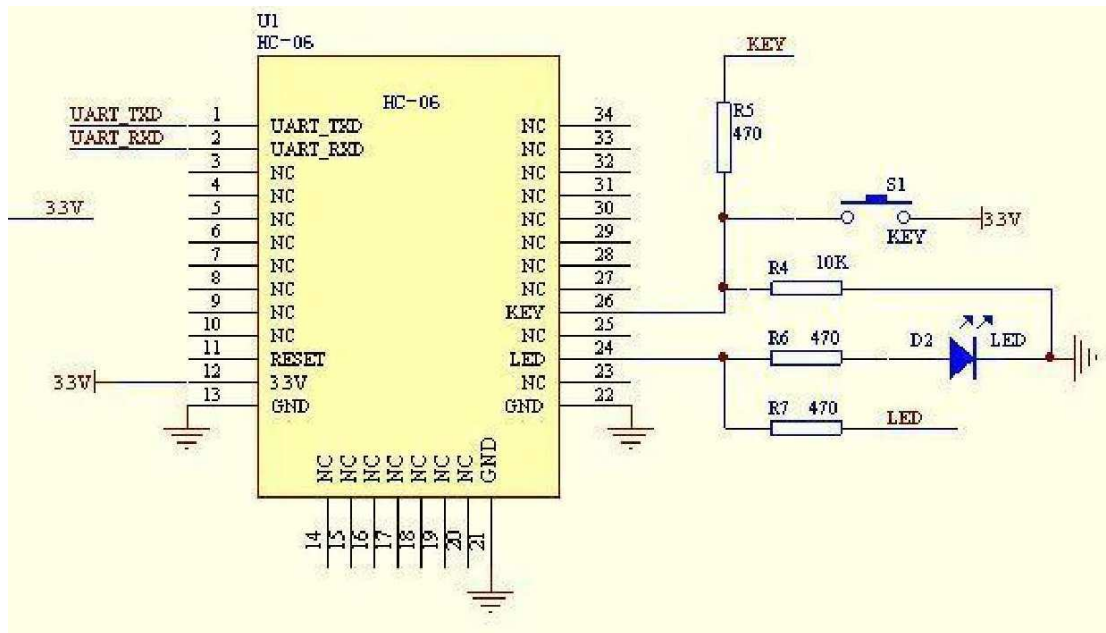 U1
HC-06
HC-06
UART_TXD 1 UART_TXD
UART_RXD 2 UART_RXD
3 NC
4 NC
33V 5 NC
6 NC
7 NC
8 NC
9 NC
10 NC
11 RESET
33V 12 33V
13 GND
NC 34
NC 33
NC 32
NC 31
NC 30
NC 29
NC 28
NC 27
KEY 26
NC 25
LED 24
NC 23
GND 22
NC NC NC NC NC NC NC GND
14 15 16 17 18 19 20 21
KEY
R5
470
S1
KEY
33V
R4 10K
R6 470
D2 LED
R7 470 LED